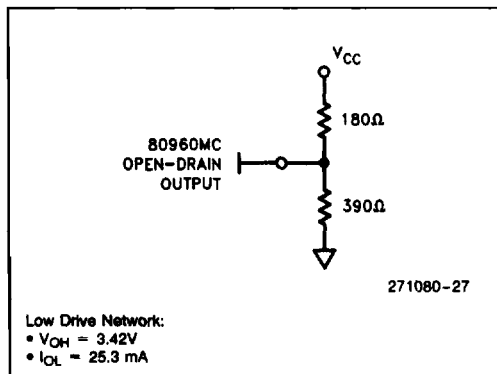 VCC
180Ω
80960MC
OPEN-DRAIN
OUTPUT
390Ω
271080-27
Low Drive Network:
• VOH = 3.42V
• IOL = 25.3 mA